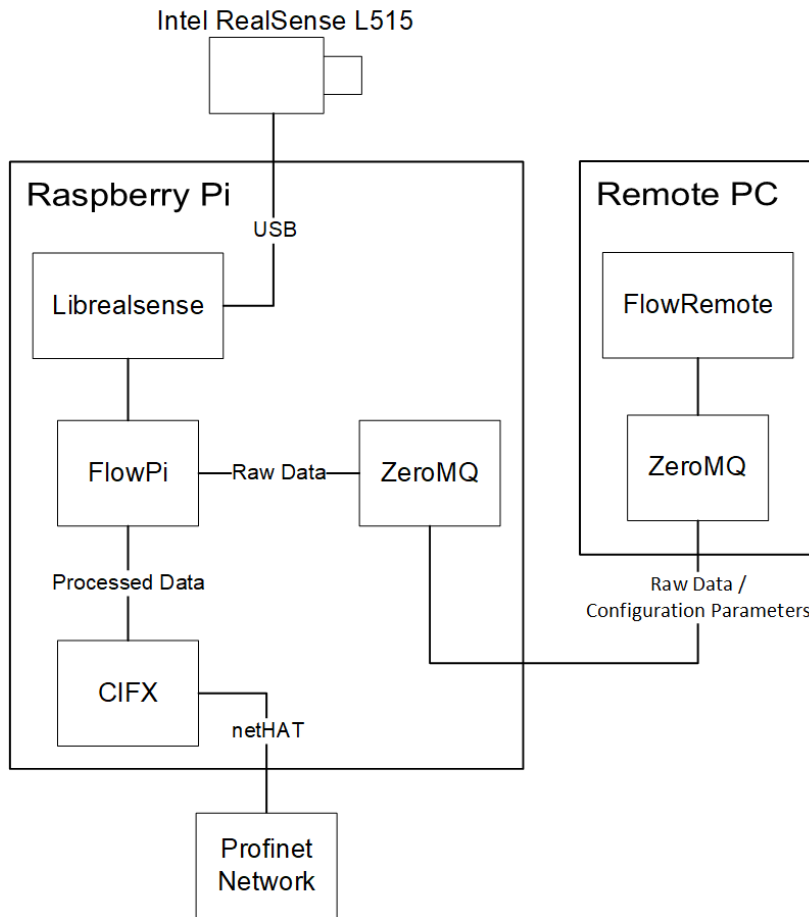 Intel RealSense L515
Raspberry Pi
Remote PC
USB
Librealsense
FlowRemote
FlowPi
Raw Data
ZeroMQ
ZeroMQ
Processed Data
Raw Data /
Configuration Parameters
CIFX
netHAT
Profinet
Network